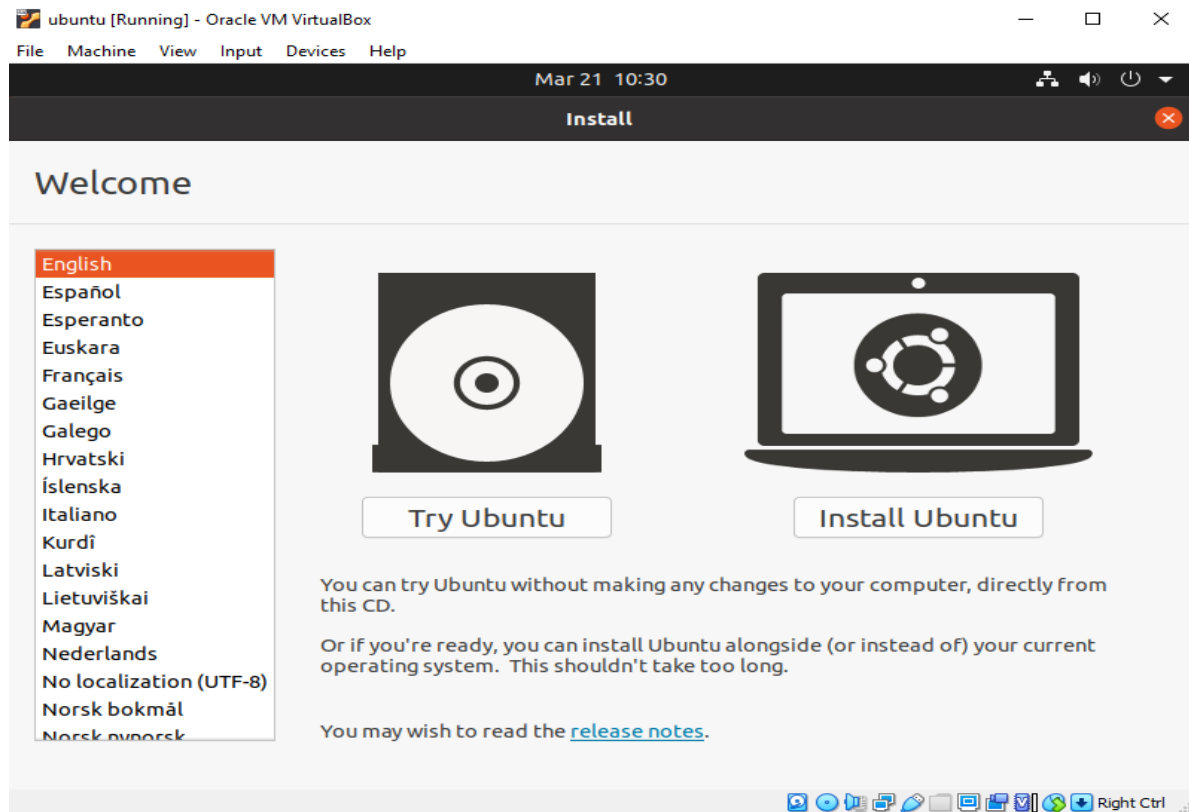 ubuntu [Running] - Oracle VM VirtualBox
File Machine View Input Devices Help
Mar 21 10:30
Install
Welcome
English
Español
Esperanto
Euskara
Français
Gaeilge
Galego
Hrvatski
Íslenska
Italiano
Kurdî
Latviski
Lietuviškai
Magyar
Nederlands
No localization (UTF-8)
Norsk bokmål
Norsk nynorsk
Try Ubuntu
Install Ubuntu
You can try Ubuntu without making any changes to your computer, directly from
this CD.
Or if you're ready, you can install Ubuntu alongside (or instead of) your current
operating system. This shouldn't take too long.
You may wish to read the release notes.
Right Ctrl